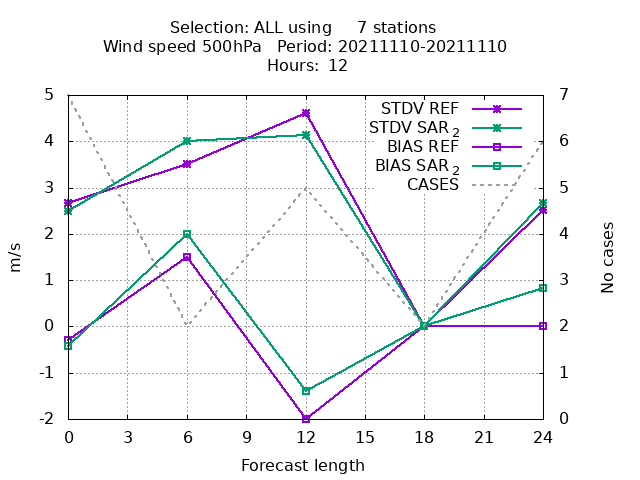 Selection: ALL using     7 stations
Wind speed 500hPa   Period: 20211110-20211110
Hours:  12
STDV REF
STDV SAR 2
BIAS REF
BIAS SAR 2
CASES
5
4
3
2
1
0
-1
-2
7
6
5
4
3
2
1
0
m/s
No cases
0 3 6 9 12 15 18 21 24
Forecast length